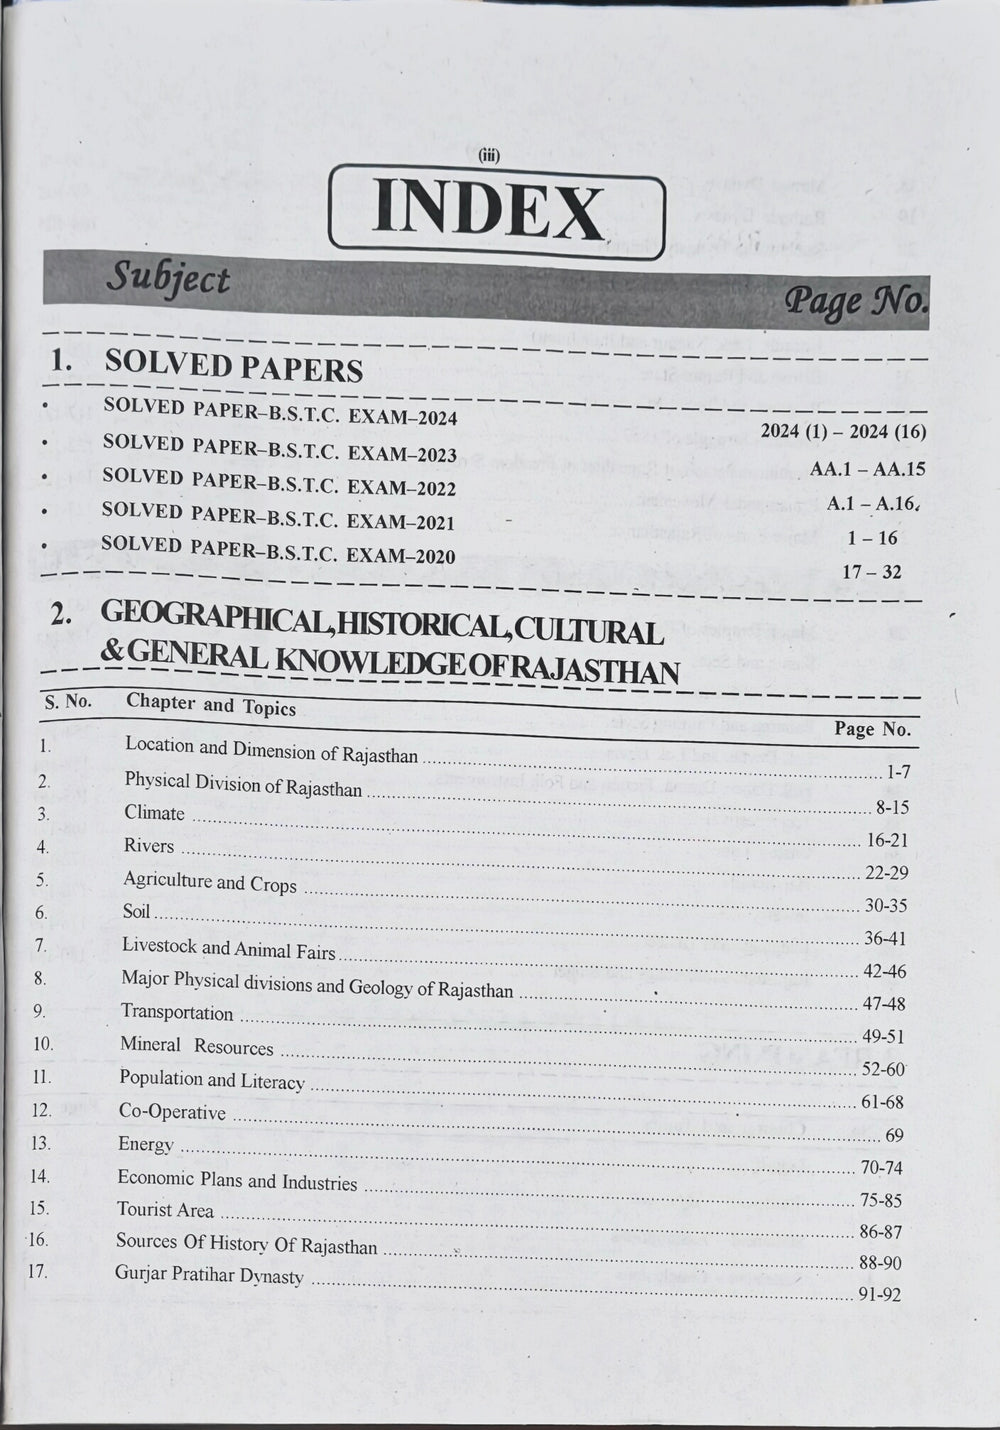 (iii)
INDEX
Subject Page No.
1. SOLVED PAPERS
• SOLVED PAPER–B.S.T.C. EXAM–2024 2024 (1) – 2024 (16)
• SOLVED PAPER–B.S.T.C. EXAM–2023 AA.1 – AA.15
• SOLVED PAPER–B.S.T.C. EXAM–2022 A.1 – A.16
• SOLVED PAPER–B.S.T.C. EXAM–2021 1 – 16
• SOLVED PAPER–B.S.T.C. EXAM–2020 17 – 32
2. GEOGRAPHICAL, HISTORICAL, CULTURAL
& GENERAL KNOWLEDGE OF RAJASTHAN
S. No. Chapter and Topics Page No.
1. Location and Dimension of Rajasthan 1-7
2. Physical Division of Rajasthan 8-15
3. Climate 16-21
4. Rivers 22-29
5. Agriculture and Crops 30-35
6. Soil 36-41
7. Livestock and Animal Fairs 42-46
8. Major Physical divisions and Geology of Rajasthan 47-48
9. Transportation 49-51
10. Mineral Resources 52-60
11. Population and Literacy 61-68
12. Co-Operative 69
13. Energy 70-74
14. Economic Plans and Industries 75-85
15. Tourist Area 86-87
16. Sources Of History Of Rajasthan 88-90
17. Gurjar Pratihar Dynasty 91-92